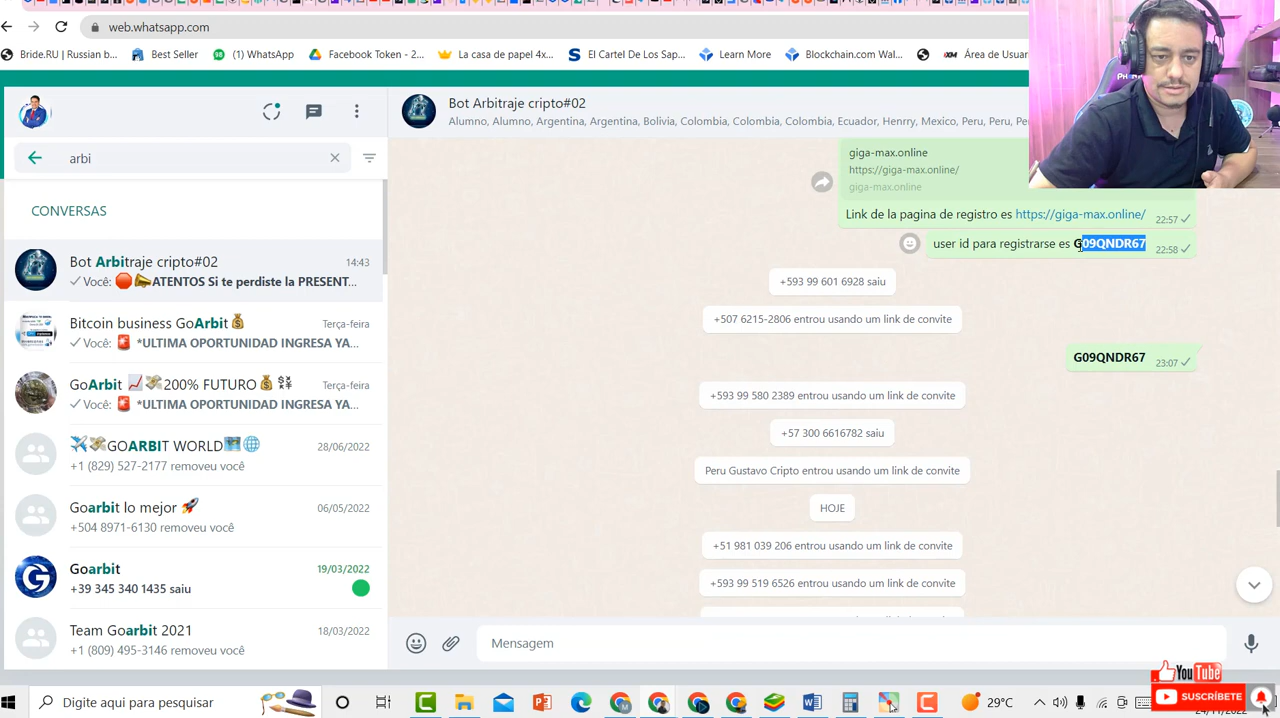 web.whatsapp.com
Bride.RU | Russian b...
Best Seller
(1) WhatsApp
Facebook Token - 2...
La casa de papel 4x...
El Cartel De Los Sap...
Learn More
Blockchain.com Wal...
Área de Usuar
arbi
CONVERSAS
Bot Arbitraje cripto#02
14:43
Você: 🛑📣ATENTOS Si te perdiste la PRESENT...
Bitcoin business GoArbit💰
Terça-feira
Você: 🚨 *ULTIMA OPORTUNIDAD INGRESA YA...
GoArbit 📈💸200% FUTURO💰💱
Terça-feira
Você: 🚨 *ULTIMA OPORTUNIDAD INGRESA YA...
✈️💸GOARBIT WORLD🗺️🌐
28/06/2022
+1 (829) 527-2177 removeu você
Goarbit lo mejor 🚀
06/05/2022
+504 8971-6130 removeu você
Goarbit
19/03/2022
+39 345 340 1435 saiu
Team Goarbit 2021
18/03/2022
+1 (809) 495-3146 removeu você
Bot Arbitraje cripto#02
Alumno, Alumno, Argentina, Argentina, Bolivia, Colombia, Colombia, Colombia, Ecuador, Henrry, Mexico, Peru, Peru, Pe
giga-max.online
https://giga-max.online/
giga-max.online
Link de la pagina de registro es https://giga-max.online/
22:57
user id para registrarse es G09QNDR67
22:58
+593 99 601 6928 saiu
+507 6215-2806 entrou usando um link de convite
G09QNDR67
23:07
+593 99 580 2389 entrou usando um link de convite
+57 300 6616782 saiu
Peru Gustavo Cripto entrou usando um link de convite
HOJE
+51 981 039 206 entrou usando um link de convite
+593 99 519 6526 entrou usando um link de convite
Mensagem
YouTube
SUSCRÍBETE
Digite aqui para pesquisar
29°C
24/11/2022